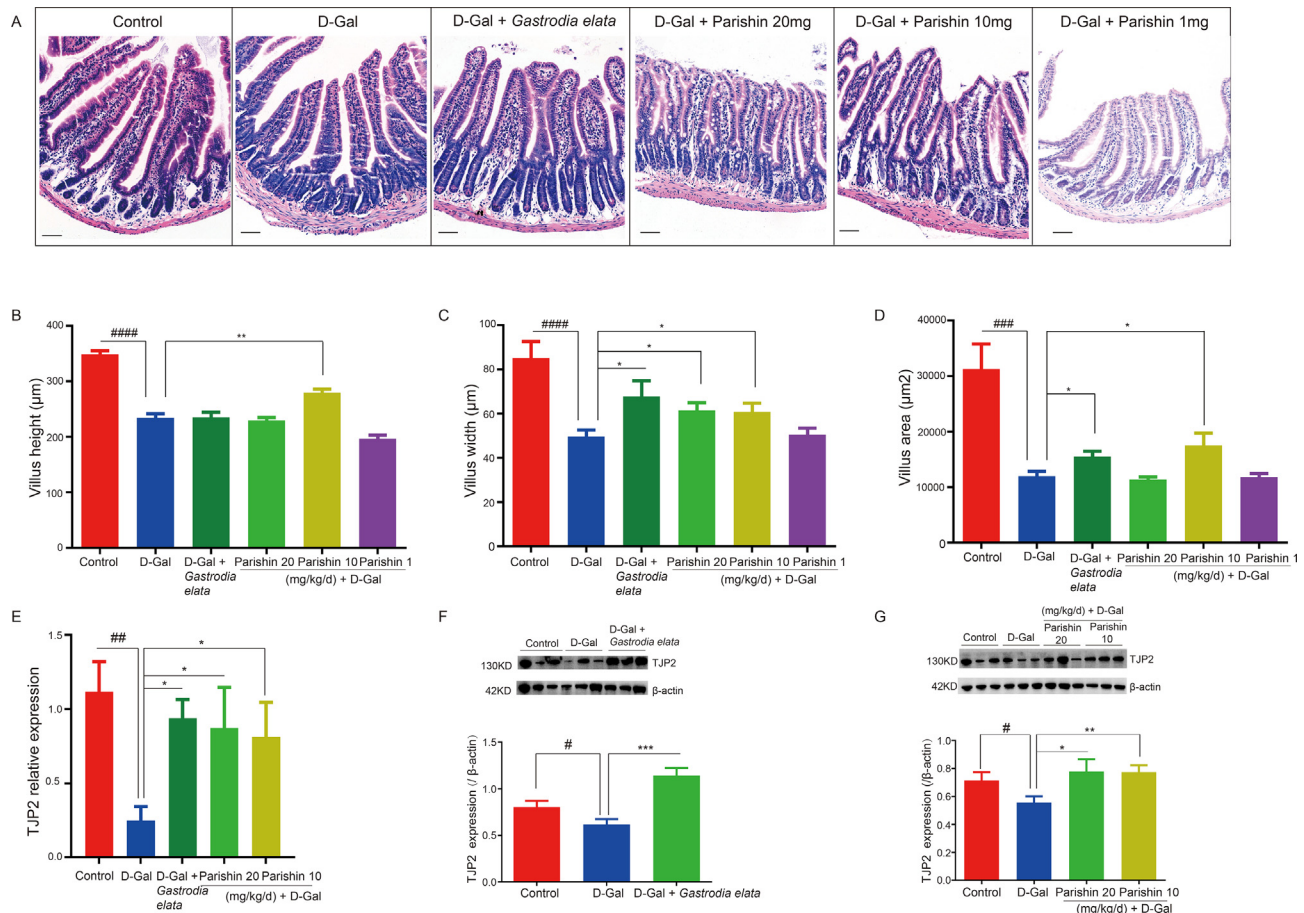 A
Control
D-Gal
D-Gal + Gastrodia elata
D-Gal + Parishin 20mg
D-Gal + Parishin 10mg
D-Gal + Parishin 1mg
B
Villus height (μm)
400
300
200
100
0
####
**
Control
D-Gal
D-Gal +
Gastrodia
elata
Parishin 20
Parishin 10
Parishin 1
(mg/kg/d) + D-Gal
C
Villus width (μm)
100
80
60
40
20
0
####
*
*
*
Control
D-Gal
D-Gal +
Gastrodia
elata
Parishin 20
Parishin 10
Parishin 1
(mg/kg/d) + D-Gal
D
Villus area (μm2)
40000
30000
20000
10000
0
###
*
*
Control
D-Gal
D-Gal +
Gastrodia
elata
Parishin 20
Parishin 10
Parishin 1
(mg/kg/d) + D-Gal
E
TJP2 relative expression
1.5
1.0
0.5
0.0
##
*
*
*
Control
D-Gal
D-Gal +
Gastrodia
elata
Parishin 20
Parishin 10
(mg/kg/d) + D-Gal
F
Control
D-Gal
D-Gal +
Gastrodia elata
130KD
TJP2
42KD
β-actin
TJP2 expression (/ β-actin)
1.5
1.0
0.5
0.0
#
***
Control
D-Gal
D-Gal + Gastrodia elata
G
(mg/kg/d) + D-Gal
Control
D-Gal
Parishin
20
Parishin
10
130KD
TJP2
42KD
β-actin
TJP2 expression (/β-actin)
1.0
0.8
0.6
0.4
0.2
0.0
#
*
**
Control
D-Gal
Parishin 20
Parishin 10
(mg/kg/d) + D-Gal